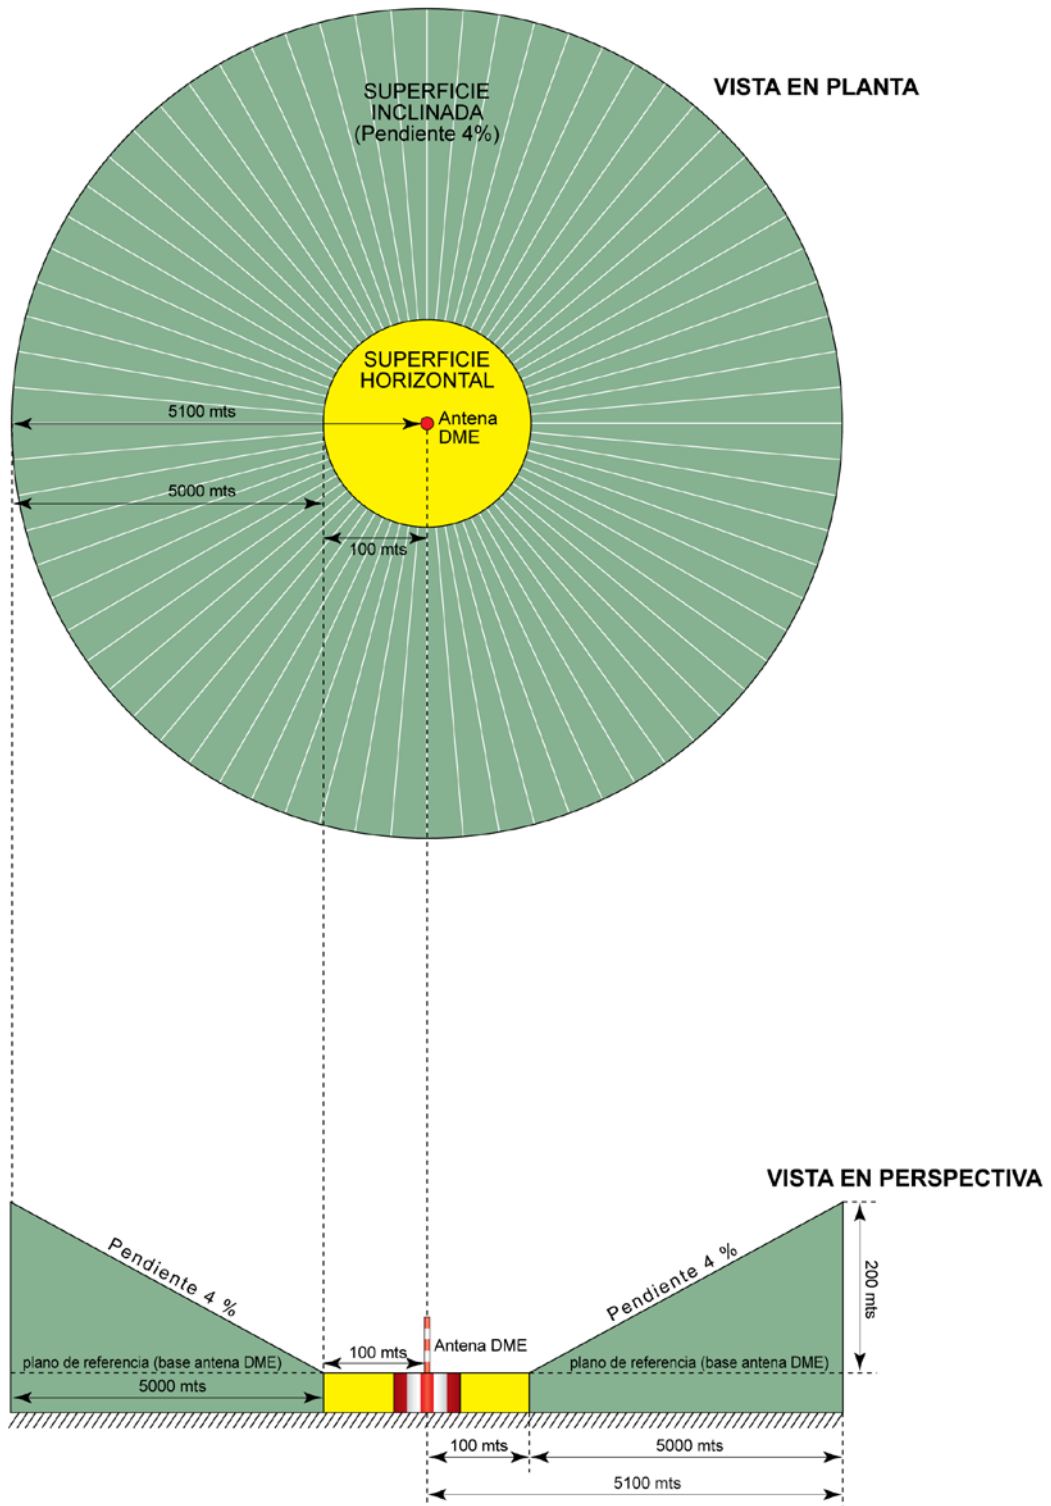 SUPERFICIE
INCLINADA
(Pendiente 4%)
VISTA EN PLANTA
SUPERFICIE
HORIZONTAL
5100 mts
Antena
DME
5000 mts
100 mts
VISTA EN PERSPECTIVA
Pendiente 4 %
Pendiente 4 %
200 mts
100 mts
Antena DME
plano de referencia (base antena DME)
plano de referencia (base antena DME)
5000 mts
100 mts
5000 mts
5100 mts